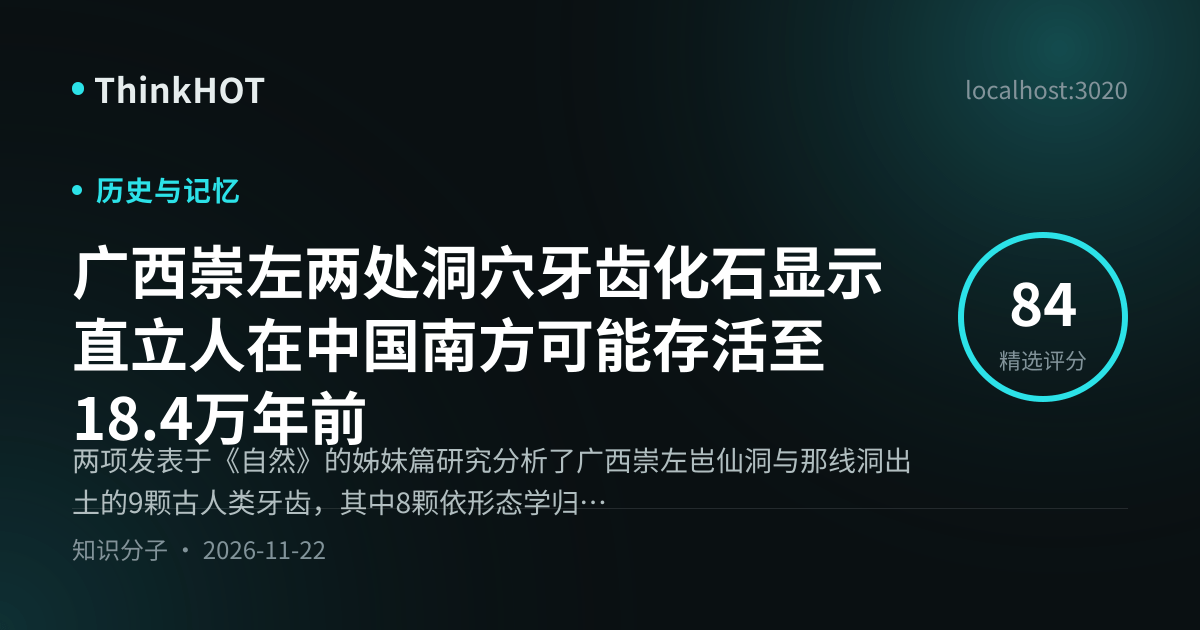 ThinkHOT
localhost:3020
历史与记忆
广西崇左两处洞穴牙齿化石显示
直立人在中国南方可能存活至
18.4万年前
84
精选评分
两项发表于《自然》的姊妹篇研究分析了广西崇左岜仙洞与那线洞出
土的9颗古人类牙齿，其中8颗依形态学归…
知识分子 · 2026-11-22